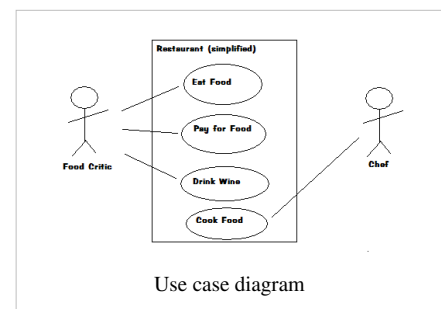 Restaurant (simplified)
Eat Food
Pay for Food
Drink Wine
Cook Food
Food Critic
Chef
Use case diagram